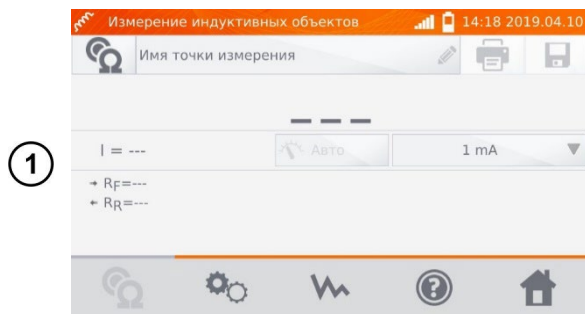 Измерение индуктивных объектов 14:18 2019.04.10
Имя точки измерения
---
I = --- Авто 1 mA
1
→ RF=---
← RR=---